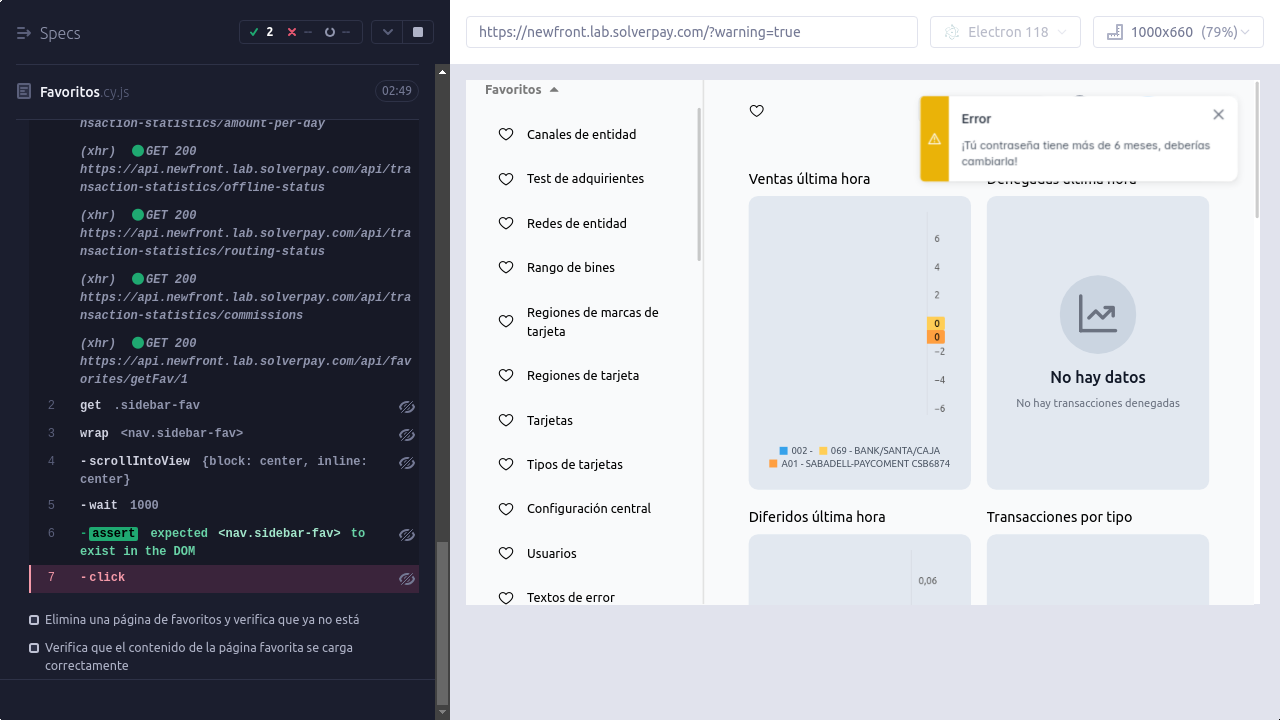 Specs
2
--
--
https://newfront.lab.solverpay.com/?warning=true
Electron 118
1000x660 (79%)
Favoritos.cy.js
02:49
nsaction-statistics/amount-per-day
(xhr) GET 200
https://api.newfront.lab.solverpay.com/api/tra
nsaction-statistics/offline-status
(xhr) GET 200
https://api.newfront.lab.solverpay.com/api/tra
nsaction-statistics/routing-status
(xhr) GET 200
https://api.newfront.lab.solverpay.com/api/tra
nsaction-statistics/commissions
(xhr) GET 200
https://api.newfront.lab.solverpay.com/api/fav
orites/getFav/1
2 get .sidebar-fav
3 wrap <nav.sidebar-fav>
4 -scrollIntoView {block: center, inline:
center}
5 -wait 1000
6 -assert expected <nav.sidebar-fav> to
exist in the DOM
7 -click
Elimina una página de favoritos y verifica que ya no está
Verifica que el contenido de la página favorita se carga
correctamente
Favoritos
Canales de entidad
Test de adquirientes
Redes de entidad
Rango de bines
Regiones de marcas de
tarjeta
Regiones de tarjeta
Tarjetas
Tipos de tarjetas
Configuración central
Usuarios
Textos de error
Error
¡Tú contraseña tiene más de 6 meses, deberías
cambiarla!
Ventas última hora
Denegadas última hora
6
4
2
0
0
−2
−4
−6
002 - 069 - BANK/SANTA/CAJA
A01 - SABADELL-PAYCOMENT CSB6874
No hay datos
No hay transacciones denegadas
Diferidos última hora
Transacciones por tipo
0,06